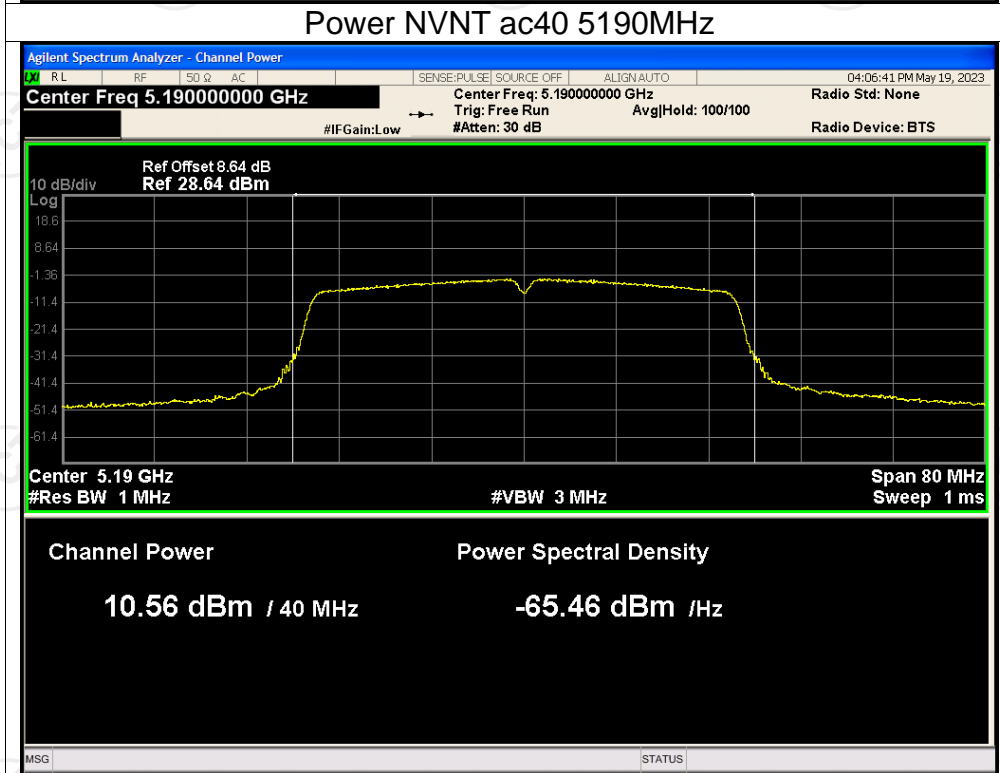 Power NVNT ac40 5190MHz
Agilent Spectrum Analyzer - Channel Power
LXI RL RF 50 Ω AC SENSE:PULSE SOURCE OFF ALIGNAUTO 04:06:41 PM May 19, 2023
Center Freq 5.190000000 GHz Center Freq: 5.190000000 GHz Radio Std: None
Trig: Free Run Avg|Hold: 100/100
#IFGain:Low #Atten: 30 dB Radio Device: BTS
Ref Offset 8.64 dB
10 dB/div Ref 28.64 dBm
Log
18.6
8.64
-1.36
-11.4
-21.4
-31.4
-41.4
-51.4
-61.4
Center 5.19 GHz Span 80 MHz
#Res BW 1 MHz #VBW 3 MHz Sweep 1 ms
Channel Power Power Spectral Density
10.56 dBm / 40 MHz -65.46 dBm /Hz
MSG STATUS